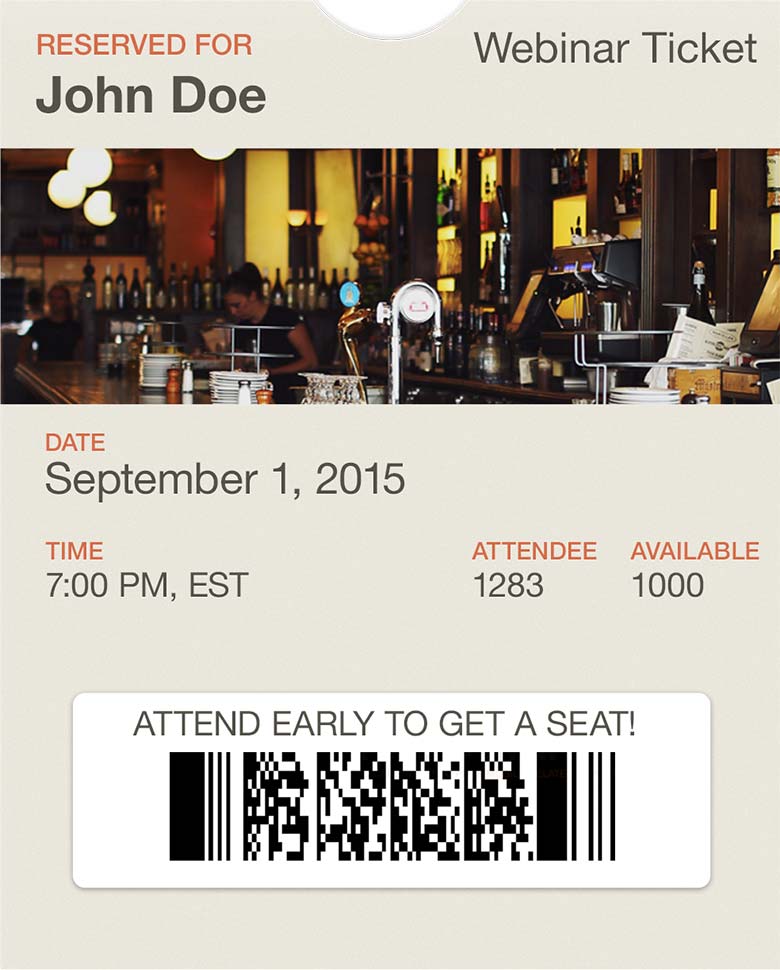 RESERVED FOR
Webinar Ticket
John Doe
DATE
September 1, 2015
TIME
7:00 PM, EST
ATTENDEE
1283
AVAILABLE
1000
ATTEND EARLY TO GET A SEAT!